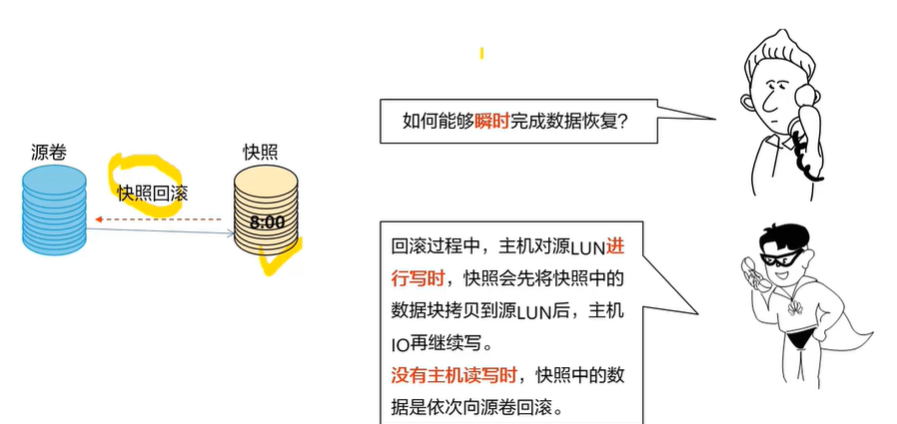 如何能够瞬时完成数据恢复？
源卷
快照
快照回滚
8:00
回滚过程中，主机对源LUN进
行写时，快照会先将快照中的
数据块拷贝到源LUN后，主机
IO再继续写。
没有主机读写时，快照中的数
据是依次向源卷回滚。